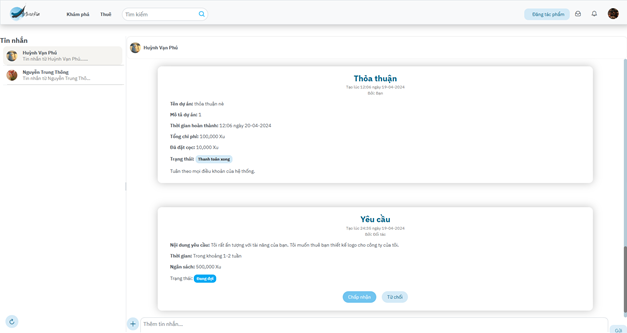 Khám phá
Thuê
Tìm kiếm
Đăng tác phẩm
Tin nhắn
Huỳnh Vạn Phú
Tin nhắn từ Huỳnh Vạn Phú......
Nguyễn Trung Thông
Tin nhắn từ Nguyễn Trung Thô...
Huỳnh Vạn Phú
Thỏa thuận
Tạo lúc 12:06 ngày 19-04-2024
Bởi: Bạn
Tên dự án: thỏa thuận nè
Mô tả dự án: 1
Thời gian hoàn thành: 12:06 ngày 20-04-2024
Tổng chi phí: 100,000 Xu
Đã đặt cọc: 10,000 Xu
Trạng thái: Thanh toán xong
Tuân theo mọi điều khoản của hệ thống.
Yêu cầu
Tạo lúc 24:26 ngày 19-04-2024
Bởi: Đối tác
Nội dung yêu cầu: Tôi rất ấn tượng với tài năng của bạn. Tôi muốn thuê bạn thiết kế logo cho công ty của tôi.
Thời gian: Trong khoảng 1-2 tuần
Ngân sách: 500,000 Xu
Trạng thái: Đang đợi
Chấp nhận
Từ chối
Thêm tin nhắn...
Gửi